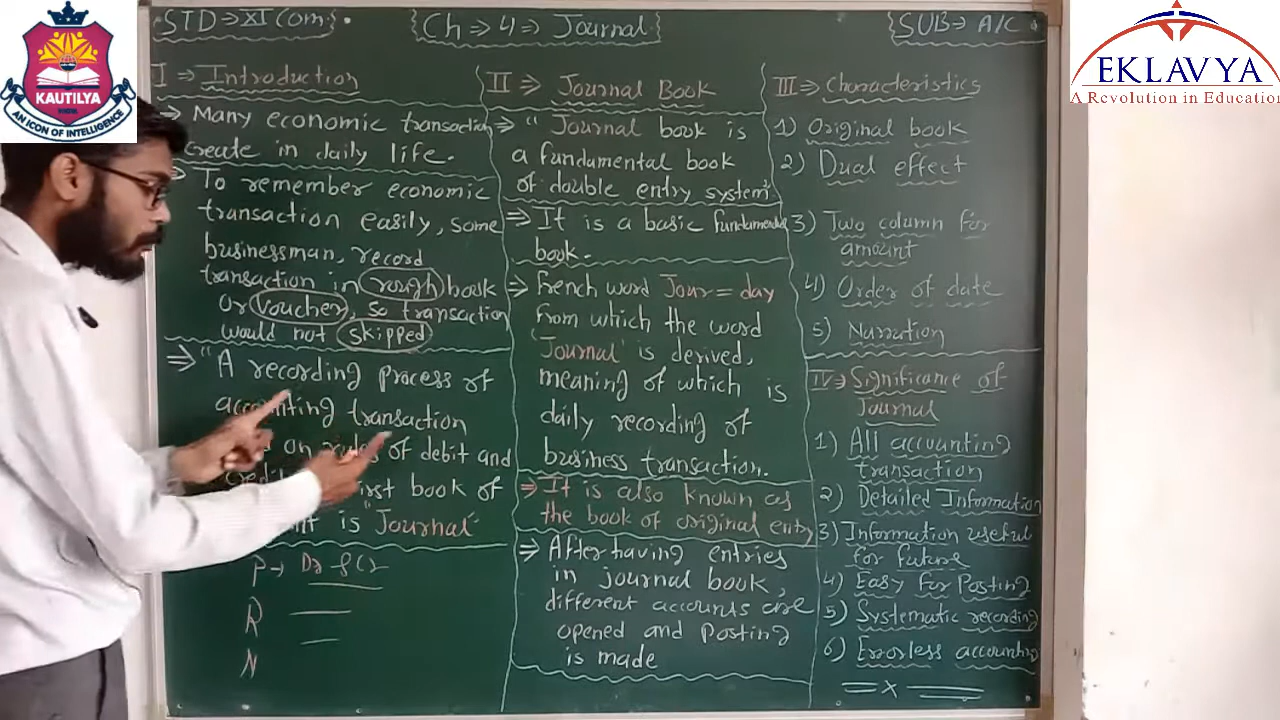 KAUTILYA
AN ICON OF INTELLIGENCE
EKLAVYA
A Revolution in Education
STD ⇒ XI Com.
Ch ⇒ 4 ⇒ Journal
SUB ⇒ A/C
I ⇒ Introduction
⇒ Many economic transaction
create in daily life.
⇒ To remember economic
transaction easily, some
businessman, record
transaction in rough book
or voucher, so transaction
would not skipped
⇒ "A recording process of
accounting transaction
on of debit and
book of
is "Journal"
P → Dr & Cr
R
N
II ⇒ Journal Book
⇒ "Journal book is
a fundamental book
of double entry system"
⇒ It is a basic fundamental
book.
⇒ French word Jour = day
from which the word
'Journal' is derived,
meaning of which is
daily recording of
business transaction.
⇒ It is also known as
the book of original entry
⇒ After having entries
in journal book,
different accounts are
opened and posting
is made
III ⇒ Characteristics
1) Original book
2) Dual effect
3) Two column for
amount
4) Order of date
5) Narration
IV ⇒ Significance of
Journal
1) All accounting
transaction
2) Detailed Information
3) Information useful
for future
4) Easy for Posting
5) Systematic recording
6) Errorless accounting
x